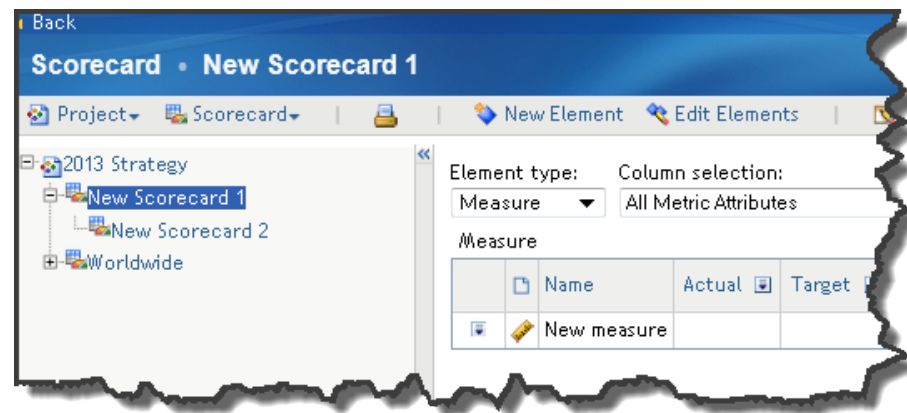 Back
Scorecard • New Scorecard 1
Project Scorecard | | New Element Edit Elements |
2013 Strategy
New Scorecard 1
New Scorecard 2
Worldwide
Element type: Column selection:
Measure All Metric Attributes
Measure
Name Actual Target
New measure